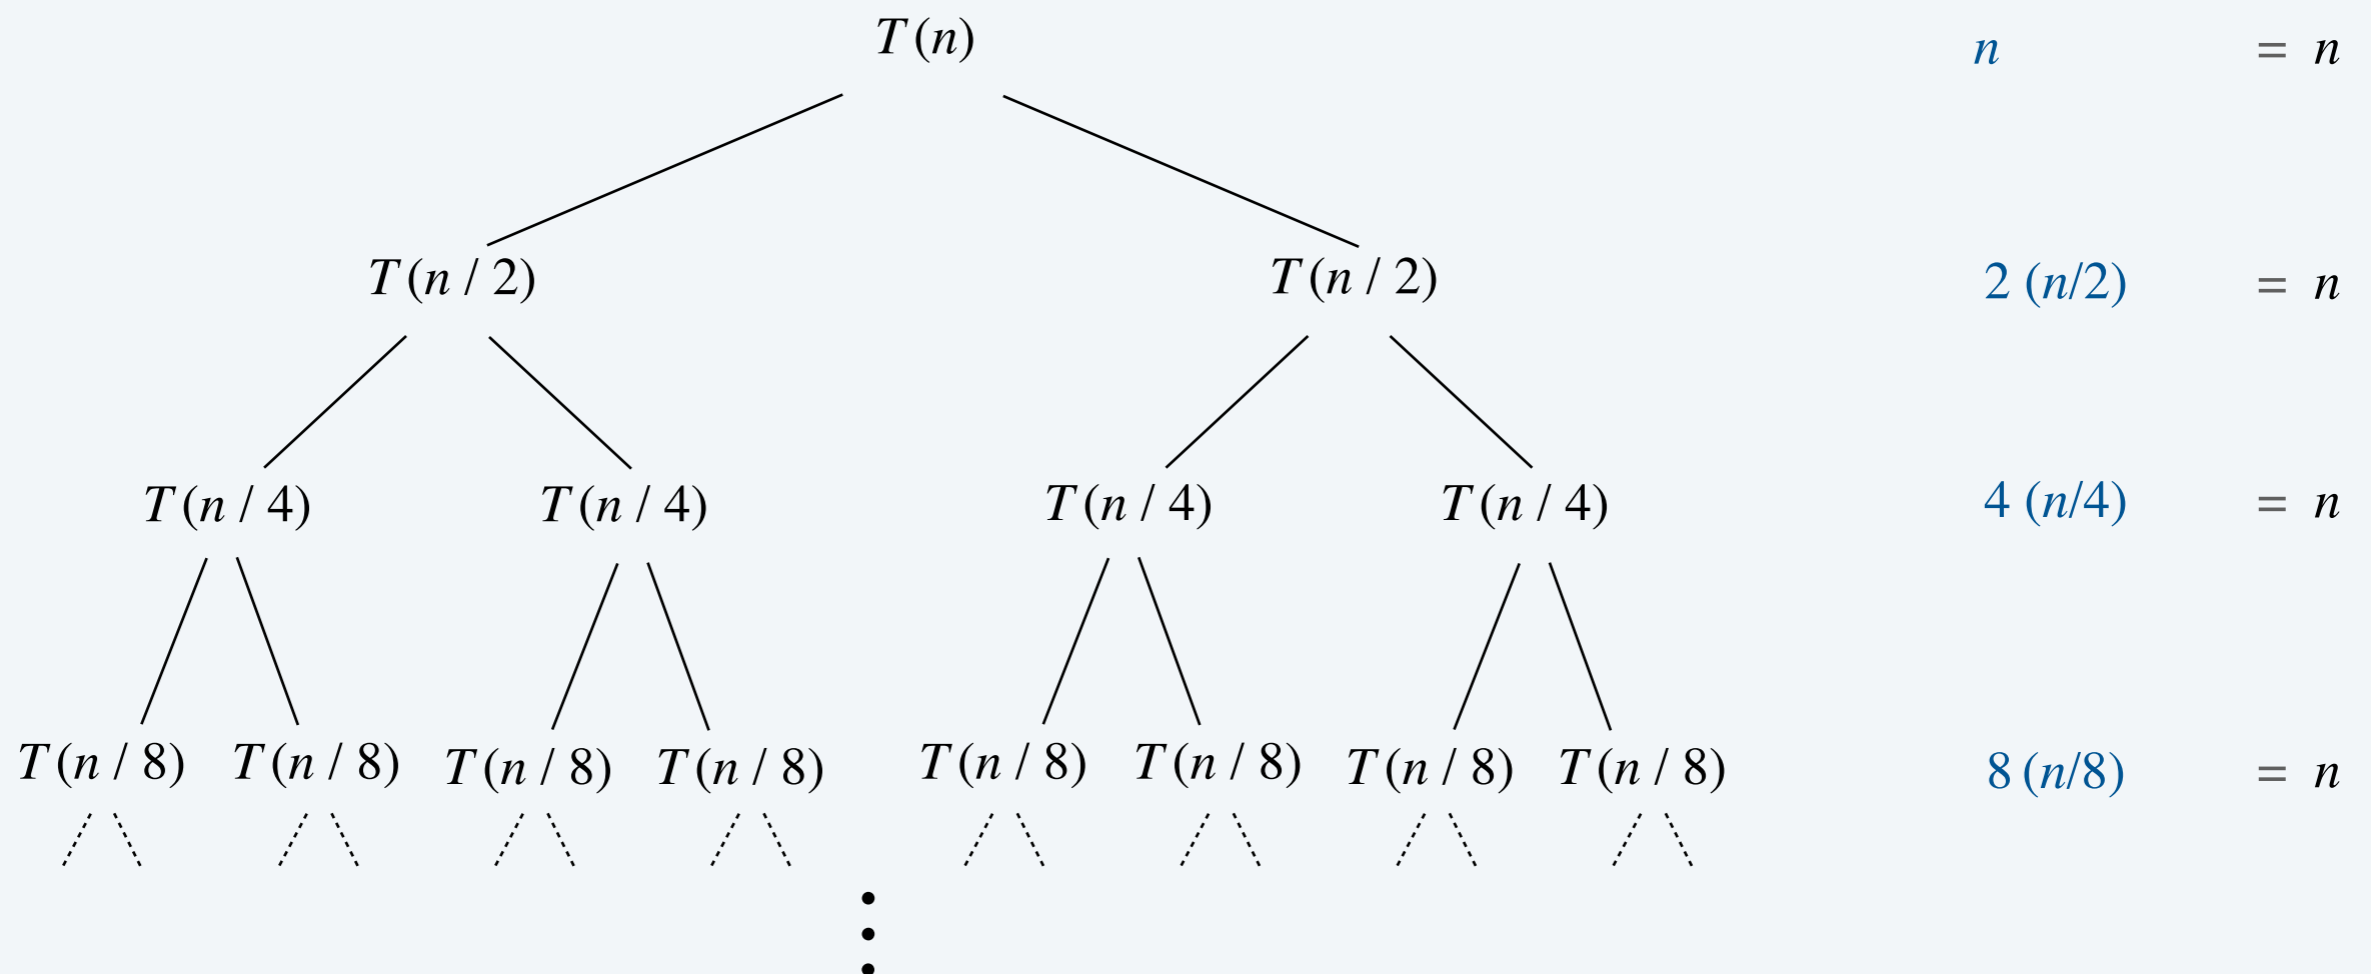 T(n) n = n
T(n / 2) T(n / 2) 2 (n/2) = n
T(n / 4) T(n / 4) T(n / 4) T(n / 4) 4 (n/4) = n
T(n / 8) T(n / 8) T(n / 8) T(n / 8) T(n / 8) T(n / 8) T(n / 8) T(n / 8) 8 (n/8) = n